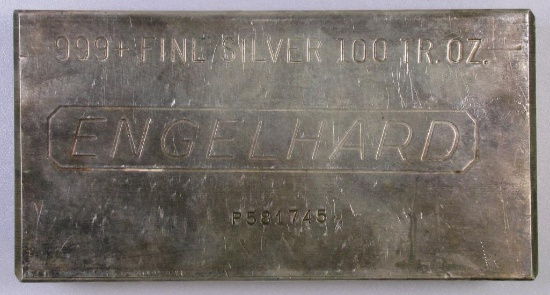 999+ FINE SILVER 100 TR. OZ.
ENGELHARD
P581745